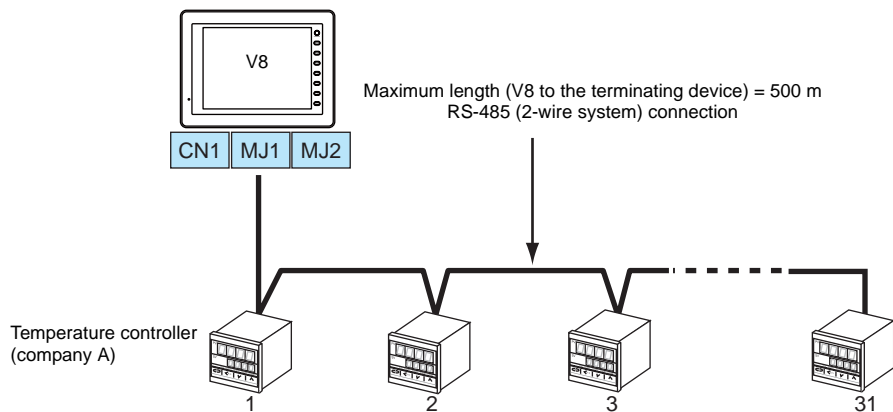 V8
Maximum length (V8 to the terminating device) = 500 m
RS-485 (2-wire system) connection
CN1 MJ1 MJ2
Temperature controller
(company A)
1 2 3 31